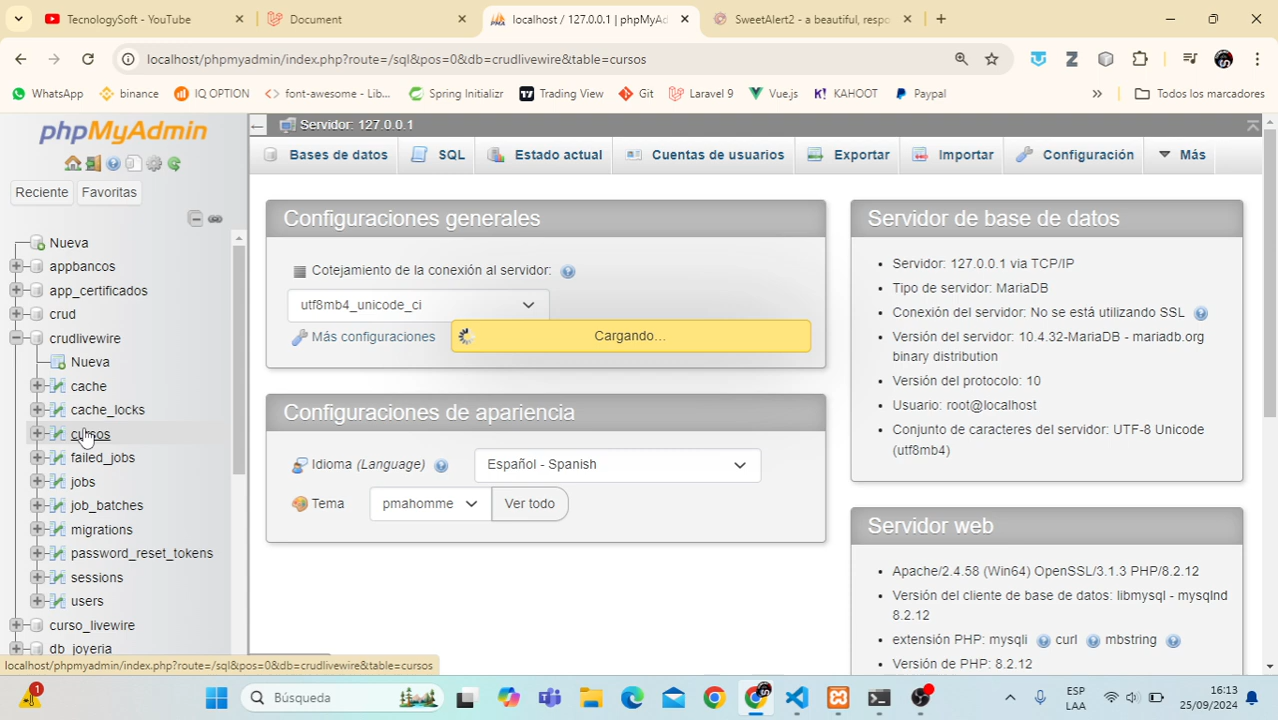 TecnologySoft - YouTube
Document
localhost / 127.0.0.1 | phpMyAd
SweetAlert2 - a beautiful, respo
localhost/phpmyadmin/index.php?route=/sql&pos=0&db=crudlivewire&table=cursos
WhatsApp
binance
IQ OPTION
font-awesome - Lib...
Spring Initializr
Trading View
Git
Laravel 9
Vue.js
K! KAHOOT
Paypal
Todos los marcadores
phpMyAdmin
Reciente
Favoritas
Nueva
appbancos
app_certificados
crud
crudlivewire
Nueva
cache
cache_locks
cursos
failed_jobs
jobs
job_batches
migrations
password_reset_tokens
sessions
users
curso_livewire
db_joyeria
localhost/phpmyadmin/index.php?route=/sql&pos=0&db=crudlivewire&table=cursos
Servidor: 127.0.0.1
Bases de datos
SQL
Estado actual
Cuentas de usuarios
Exportar
Importar
Configuración
Más
Configuraciones generales
Cotejamiento de la conexión al servidor:
utf8mb4_unicode_ci
Más configuraciones
Cargando...
Configuraciones de apariencia
Idioma (Language)
Español - Spanish
Tema
pmahomme
Ver todo
Servidor de base de datos
• Servidor: 127.0.0.1 via TCP/IP
• Tipo de servidor: MariaDB
• Conexión del servidor: No se está utilizando SSL
• Versión del servidor: 10.4.32-MariaDB - mariadb.org
binary distribution
• Versión del protocolo: 10
• Usuario: root@localhost
• Conjunto de caracteres del servidor: UTF-8 Unicode
(utf8mb4)
Servidor web
• Apache/2.4.58 (Win64) OpenSSL/3.1.3 PHP/8.2.12
• Versión del cliente de base de datos: libmysql - mysqlnd
8.2.12
• extensión PHP: mysqli curl mbstring
• Versión de PHP: 8.2.12
1
Búsqueda
ESP
LAA
16:13
25/09/2024